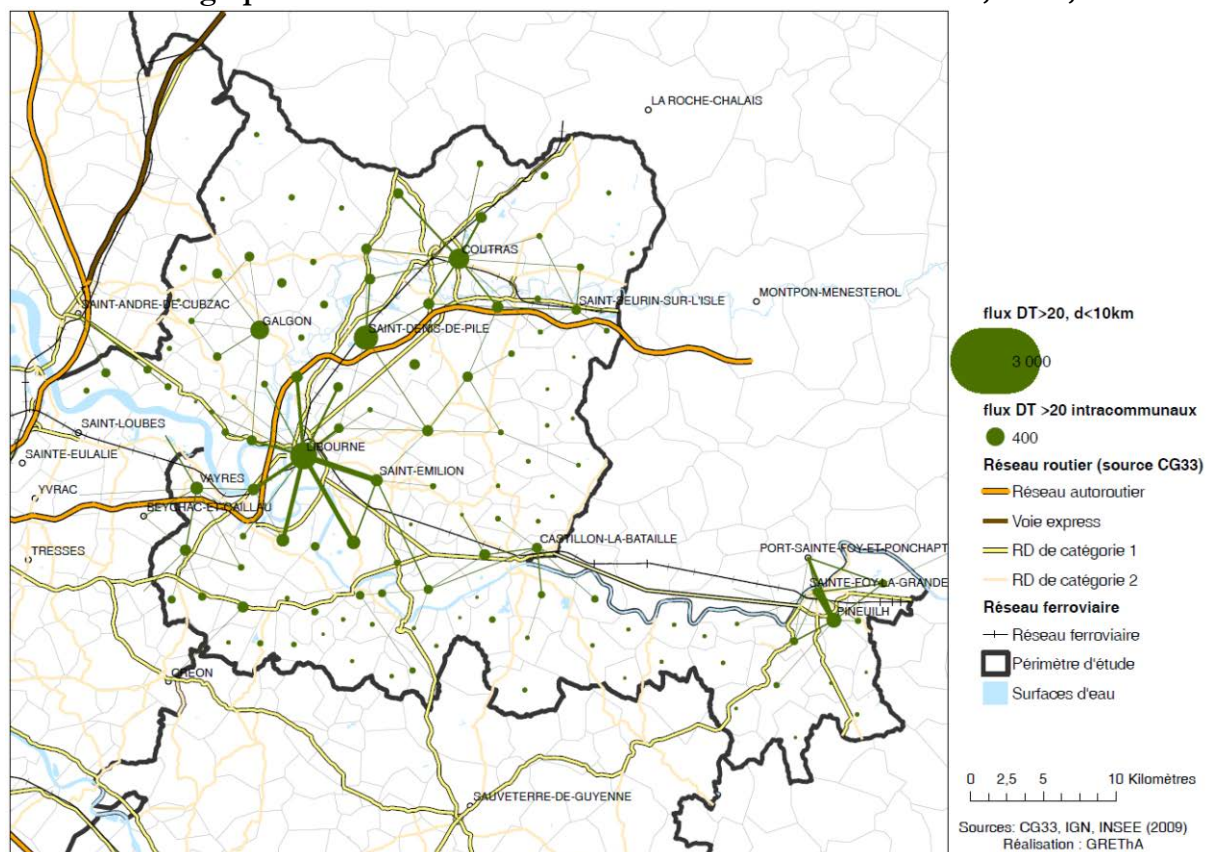 LA ROCHE-CHALAIS
COUTRAS
SAINT-ANDRE-DE-CUBZAC
SAINT-SEURIN-SUR-L'ISLE
MONTPON-MENESTEROL
GALGON
SAINT-DENIS-DE-PILE
SAINT-LOUBES
LIBOURNE
SAINTE-EULALIE
SAINT-EMILION
VAYRES
YVRAC
BEYCHAC-ET-CAILLAU
CASTILLON-LA-BATAILLE
TRESSES
PORT-SAINTE-FOY-ET-PONCHAPT
SAINTE-FOY-LA-GRANDE
PINEUILH
CREON
SAUVETERRE-DE-GUYENNE
flux DT>20, d<10km
3 000
flux DT >20 intracommunaux
400
Réseau routier (source CG33)
Réseau autoroutier
Voie express
RD de catégorie 1
RD de catégorie 2
Réseau ferroviaire
Réseau ferroviaire
Périmètre d'étude
Surfaces d'eau
0 2,5 5 10 Kilomètres
Sources: CG33, IGN, INSEE (2009)
Réalisation : GREThA